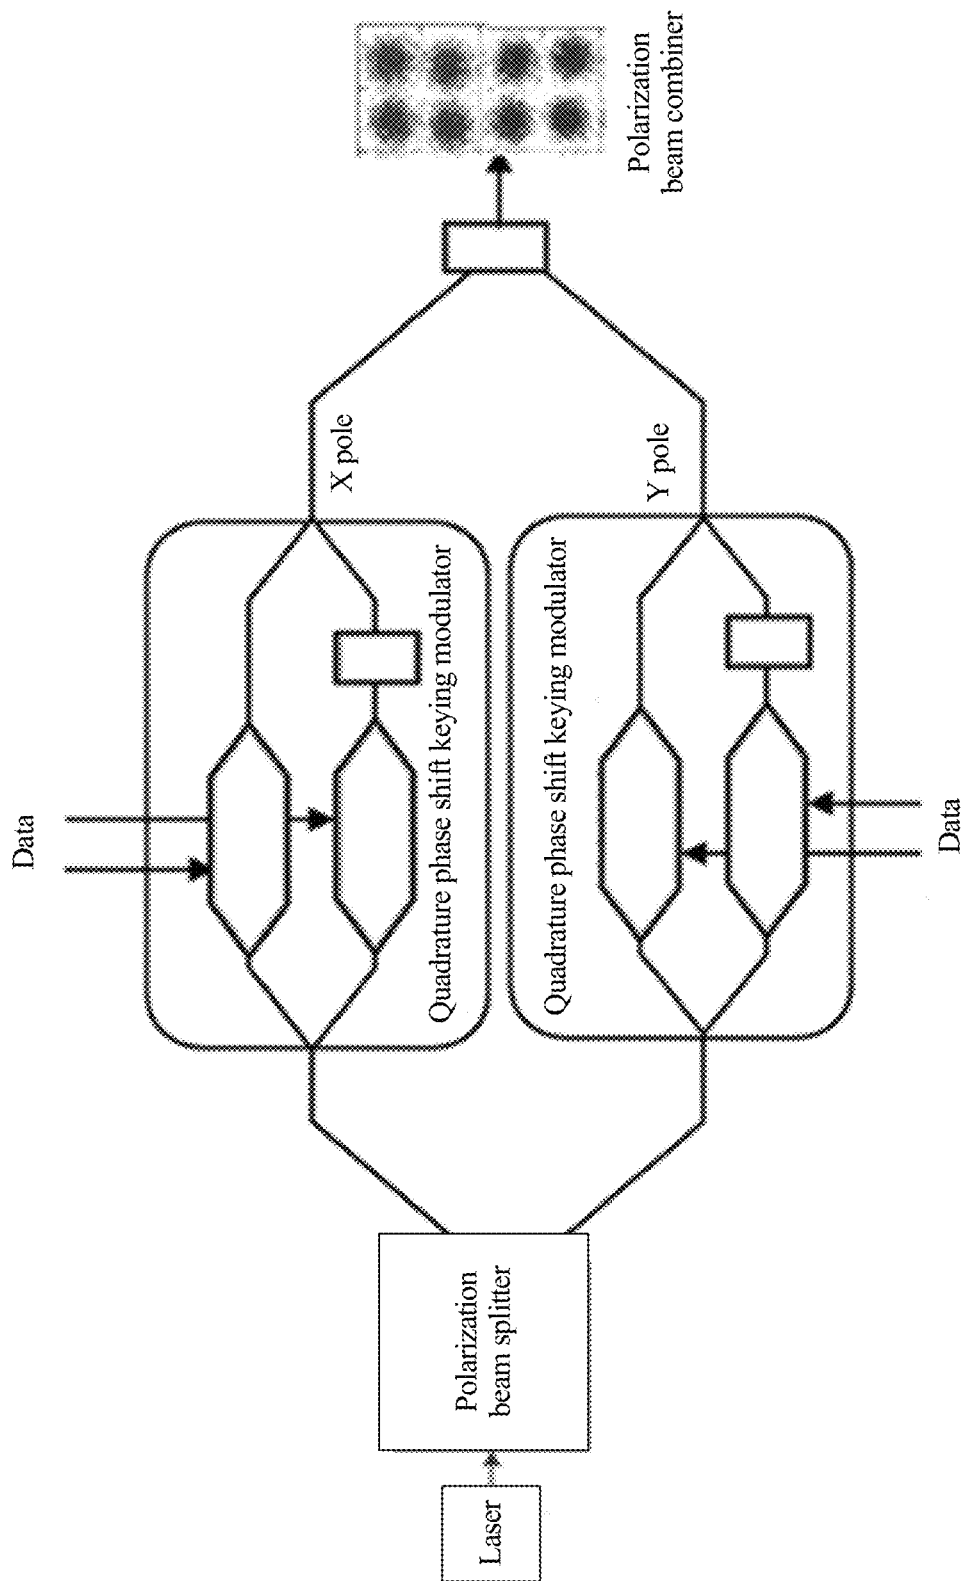 Laser
Polarization
beam splitter
Data
Quadrature phase shift keying modulator
X pole
Quadrature phase shift keying modulator
Y pole
Data
Polarization
beam combiner